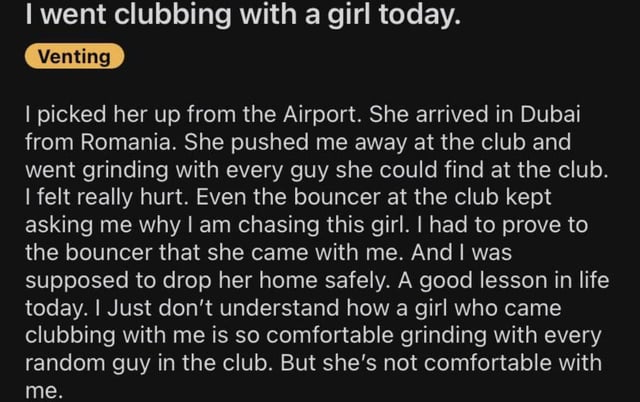 I went clubbing with a girl today.
Venting
I picked her up from the Airport. She arrived in Dubai
from Romania. She pushed me away at the club and
went grinding with every guy she could find at the club.
I felt really hurt. Even the bouncer at the club kept
asking me why I am chasing this girl. I had to prove to
the bouncer that she came with me. And I was
supposed to drop her home safely. A good lesson in life
today. I Just don’t understand how a girl who came
clubbing with me is so comfortable grinding with every
random guy in the club. But she’s not comfortable with
me.